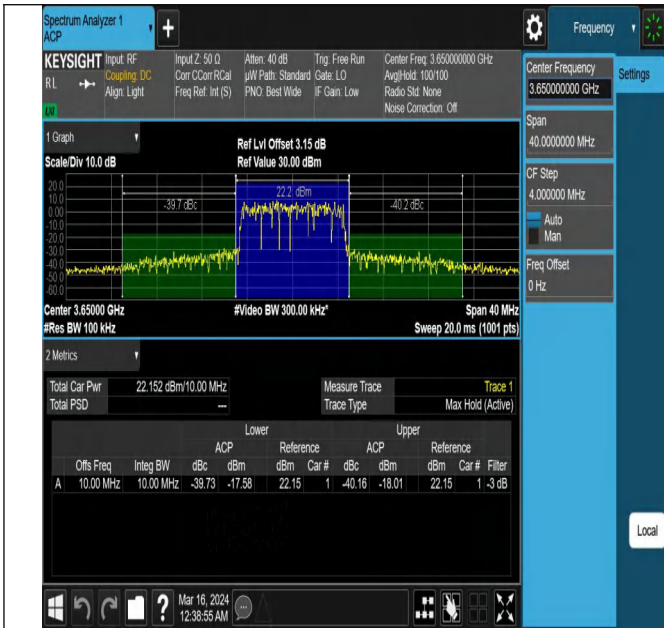 Spectrum Analyzer 1
ACP
Frequency
KEYSIGHT Input: RF Input Z: 50 Ω Atten: 40 dB Trig: Free Run Center Freq: 3.650000000 GHz
RL Coupling: DC Corr CCorr RCal µW Path: Standard Gate: LO Avg|Hold: 100/100
Align: Light Freq Ref: Int (S) PNO: Best Wide IF Gain: Low Radio Std: None
LXI Noise Correction: Off
Center Frequency
3.650000000 GHz
Settings
Span
40.0000000 MHz
CF Step
4.000000 MHz
Auto
Man
Freq Offset
0 Hz
Local
1 Graph
Ref Lvl Offset 3.15 dB
Scale/Div 10.0 dB Ref Value 30.00 dBm
20.0
10.0
0.00
-10.0
-20.0
-30.0
-40.0
-50.0
-60.0
-39.7 dBc 22.2 dBm -40.2 dBc
Center 3.65000 GHz #Video BW 300.00 kHz* Span 40 MHz
#Res BW 100 kHz Sweep 20.0 ms (1001 pts)
2 Metrics
Total Car Pwr 22.152 dBm/10.00 MHz Measure Trace Trace 1
Total PSD --- Trace Type Max Hold (Active)
Lower Upper
ACP Reference ACP Reference
Offs Freq Integ BW dBc dBm dBm Car # dBc dBm dBm Car # Filter
A 10.00 MHz 10.00 MHz -39.73 -17.58 22.15 1 -40.16 -18.01 22.15 1 -3 dB
Mar 16, 2024
12:38:55 AM